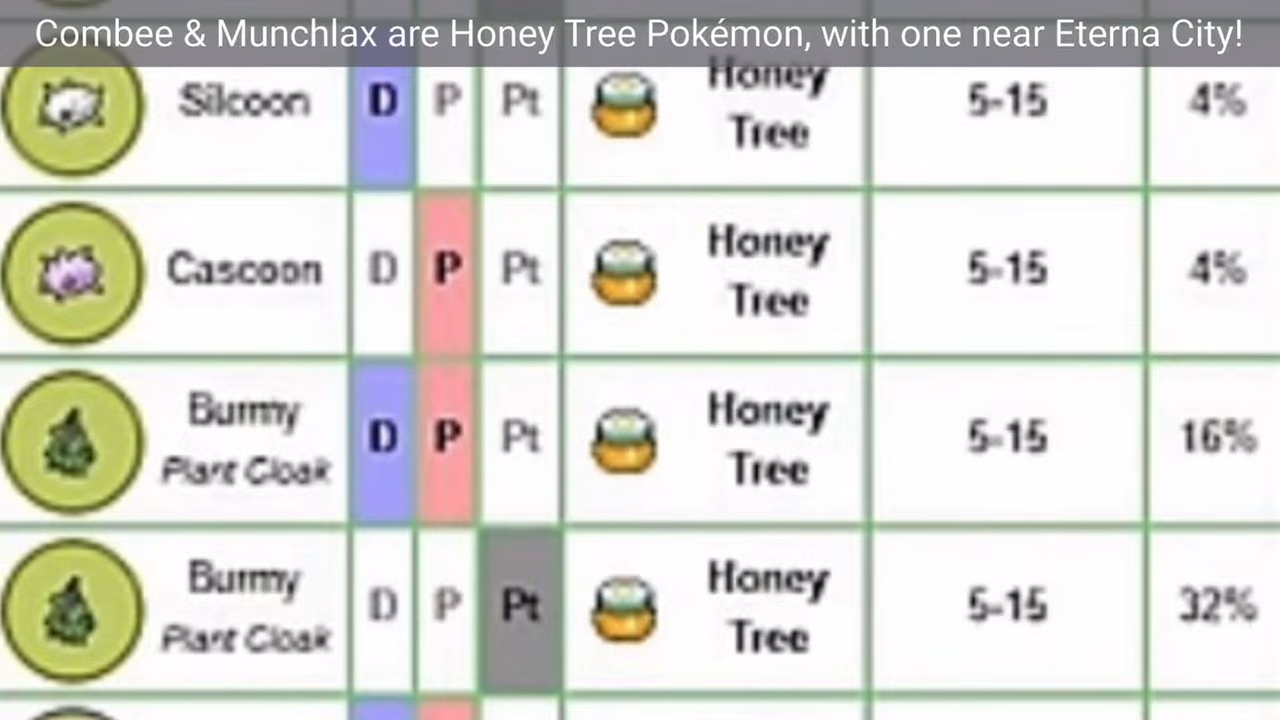 Combee & Munchlax are Honey Tree Pokémon, with one near Eterna City!
Silcoon D P Pt Honey Tree 5-15 4%
Cascoon D P Pt Honey Tree 5-15 4%
Burmy Plant Cloak D P Pt Honey Tree 5-15 16%
Burmy Plant Cloak D P Pt Honey Tree 5-15 32%